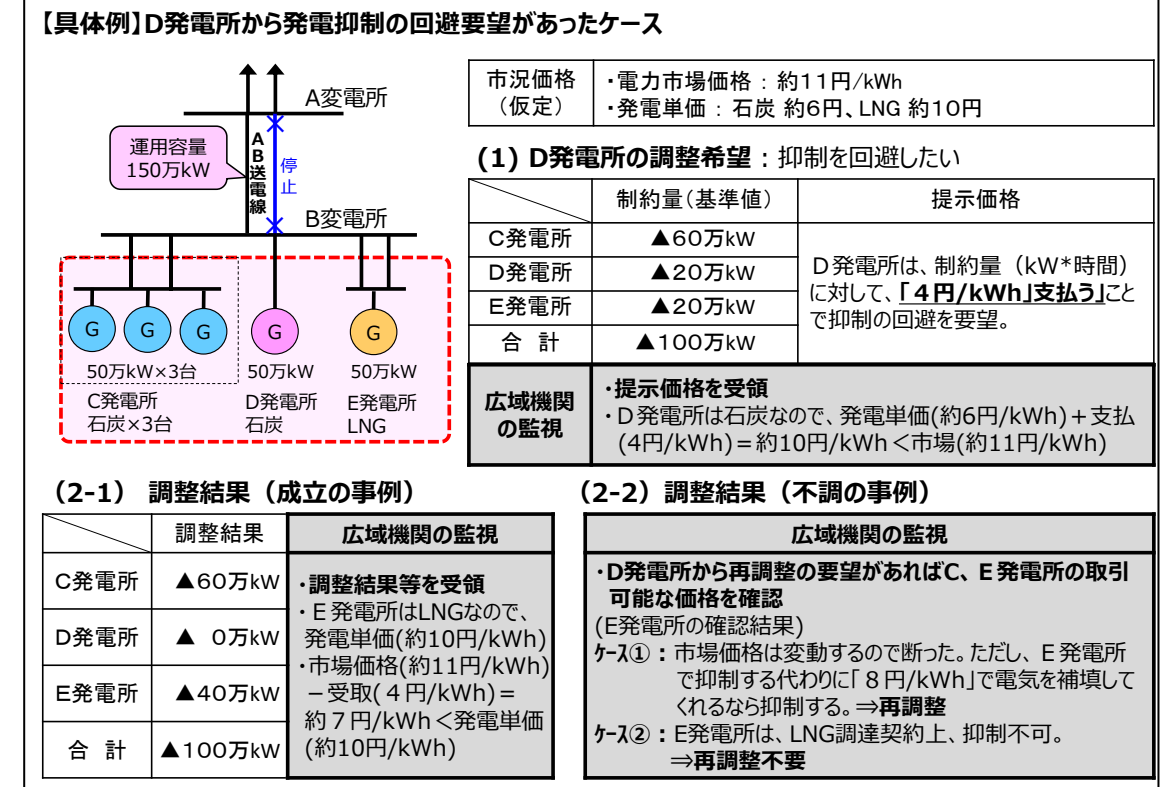 【具体例】D発電所から発電抑制の回避要望があったケース
A変電所
運用容量
150万kW
AB送電線
停止
B変電所
G
G
G
G
G
50万kW×3台
50万kW
50万kW
C発電所
石炭×3台
D発電所
石炭
E発電所
LNG
市況価格
（仮定）
・電力市場価格 : 約11円/kWh
・発電単価 : 石炭 約6円、LNG 約10円
(1) D発電所の調整希望：抑制を回避したい
制約量（基準値）
提示価格
C発電所
▲60万kW
D発電所
▲20万kW
E発電所
▲20万kW
合 計
▲100万kW
D発電所は、制約量（kW*時間）
に対して、「４円/kWh」支払う」こと
で抑制の回避を要望。
広域機関
の監視
・提示価格を受領
・D発電所は石炭なので、発電単価(約6円/kWh)＋支払
(4円/kWh)＝約10円/kWh＜市場(約11円/kWh)
（2-1） 調整結果（成立の事例）
調整結果
広域機関の監視
C発電所
▲60万kW
D発電所
▲ 0万kW
E発電所
▲40万kW
合 計
▲100万kW
・調整結果等を受領
・E発電所はLNGなので、
発電単価(約10円/kWh)
・市場価格(約11円/kWh)
－受取(４円/kWh)＝
約７円/kWh＜発電単価
(約10円/kWh)
（2-2）調整結果（不調の事例）
広域機関の監視
・D発電所から再調整の要望があればC、E発電所の取引
可能な価格を確認
(E発電所の確認結果)
ｹｰｽ①：市場価格は変動するので断った。ただし、E発電所
で抑制する代わりに「８円/kWh」で電気を補填して
くれるなら抑制する。⇒再調整
ｹｰｽ②：E発電所は、LNG調達契約上、抑制不可。
⇒再調整不要